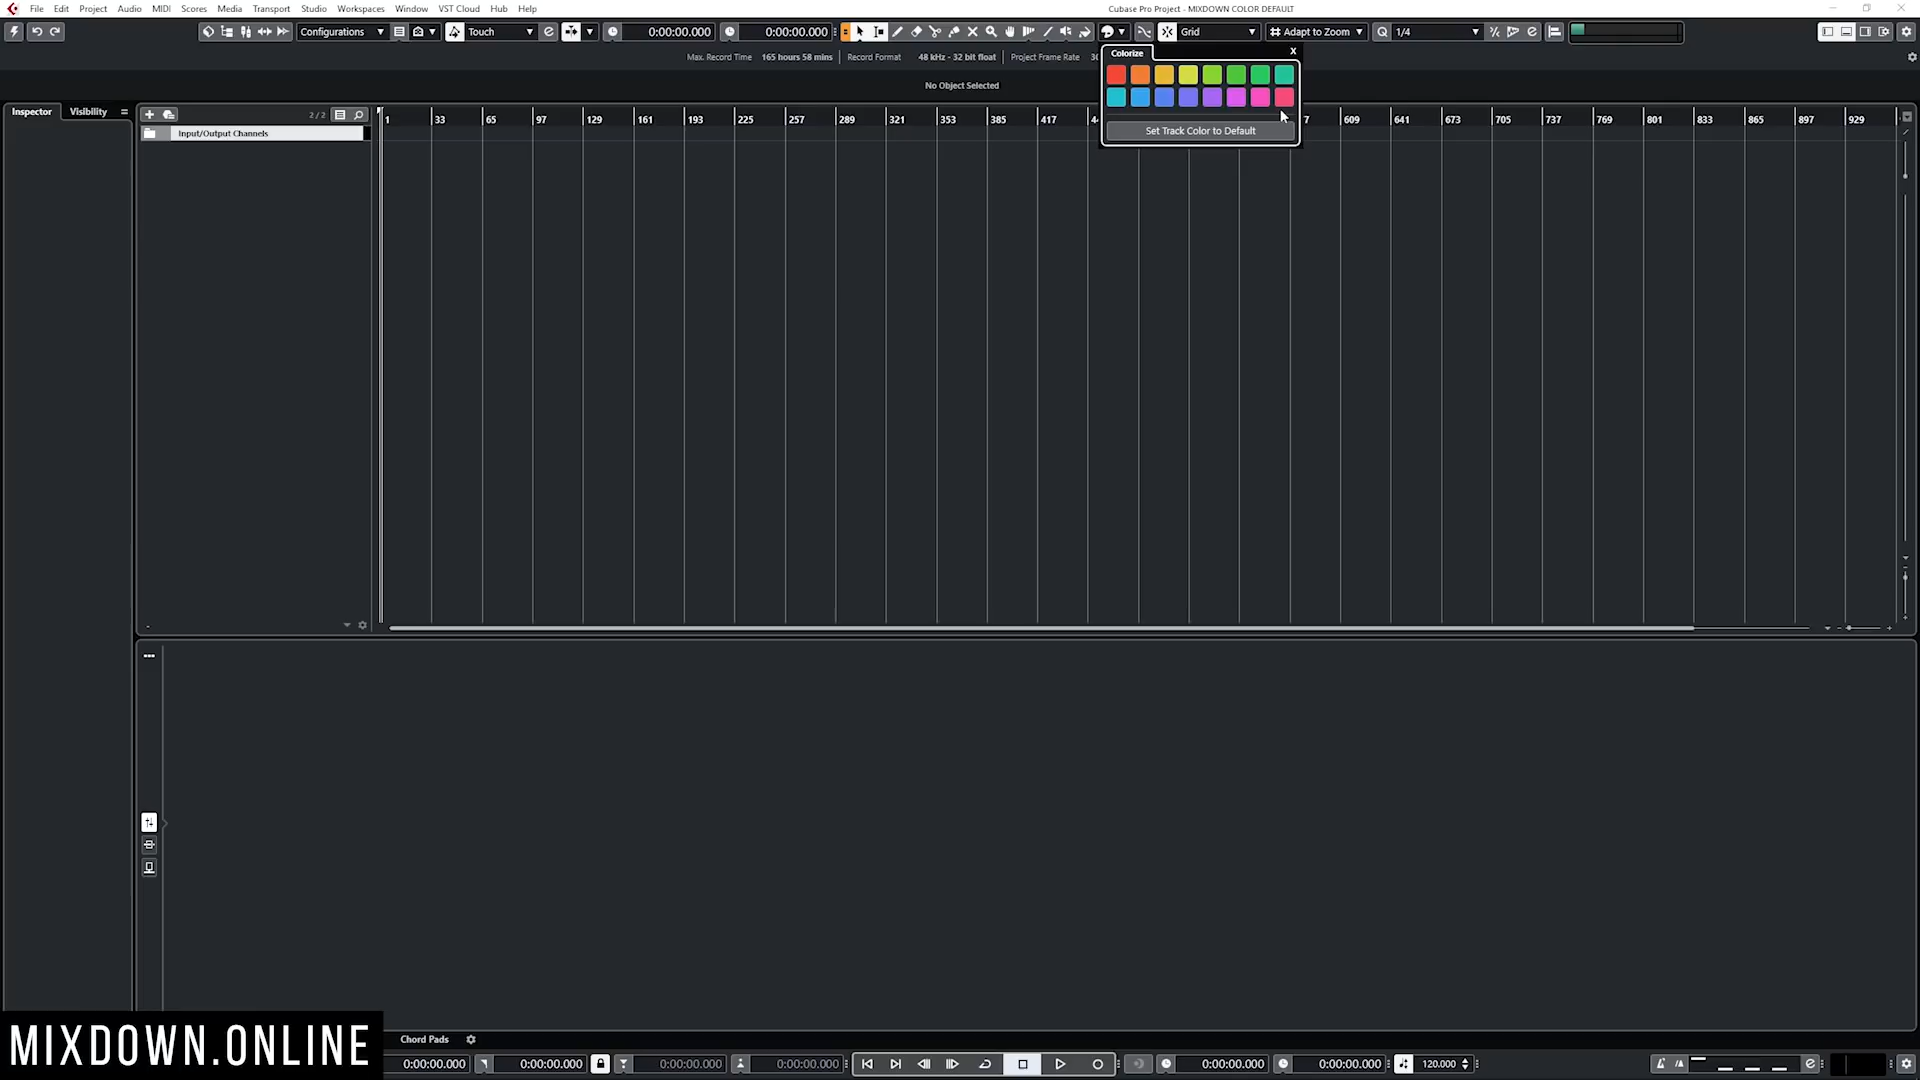 File Edit Project Audio MIDI Scores Media Transport Studio Workspaces Window VST Cloud Hub Help
Cubase Pro Project - MIXDOWN COLOR DEFAULT
Configurations
Touch
0:00:00.000
0:00:00.000
Grid
Adapt to Zoom
1/4
Max. Record Time 165 hours 58 mins Record Format 48 kHz - 32 bit float Project Frame Rate
Colorize
X
No Object Selected
Inspector Visibility
2 / 2
Input/Output Channels
1 33 65 97 129 161 193 225 257 289 321 353 385 417 609 641 673 705 737 769 801 833 865 897 929
Set Track Color to Default
MIXDOWN.ONLINE
Chord Pads
0:00:00.000 0:00:00.000 0:00:00.000 0:00:00.000 0:00:00.000 0:00:00.000 120.000